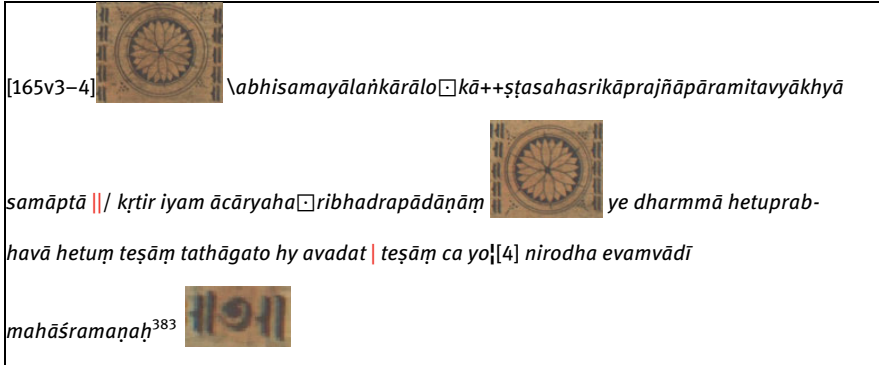 [165v3–4] \abhisamayālaṅkārālo⊡kā++ṣṭasahasrikāprajñāpāramitavyākhyā
samāptā ||/ kṛtir iyam ācāryaha⊡ribhadrapādāṇāṃ ye dharmmā hetuprab-
havā hetuṃ teṣāṃ tathāgato hy avadat | teṣāṃ ca yo¦[4] nirodha evamvādī
mahāśramaṇaḥ383